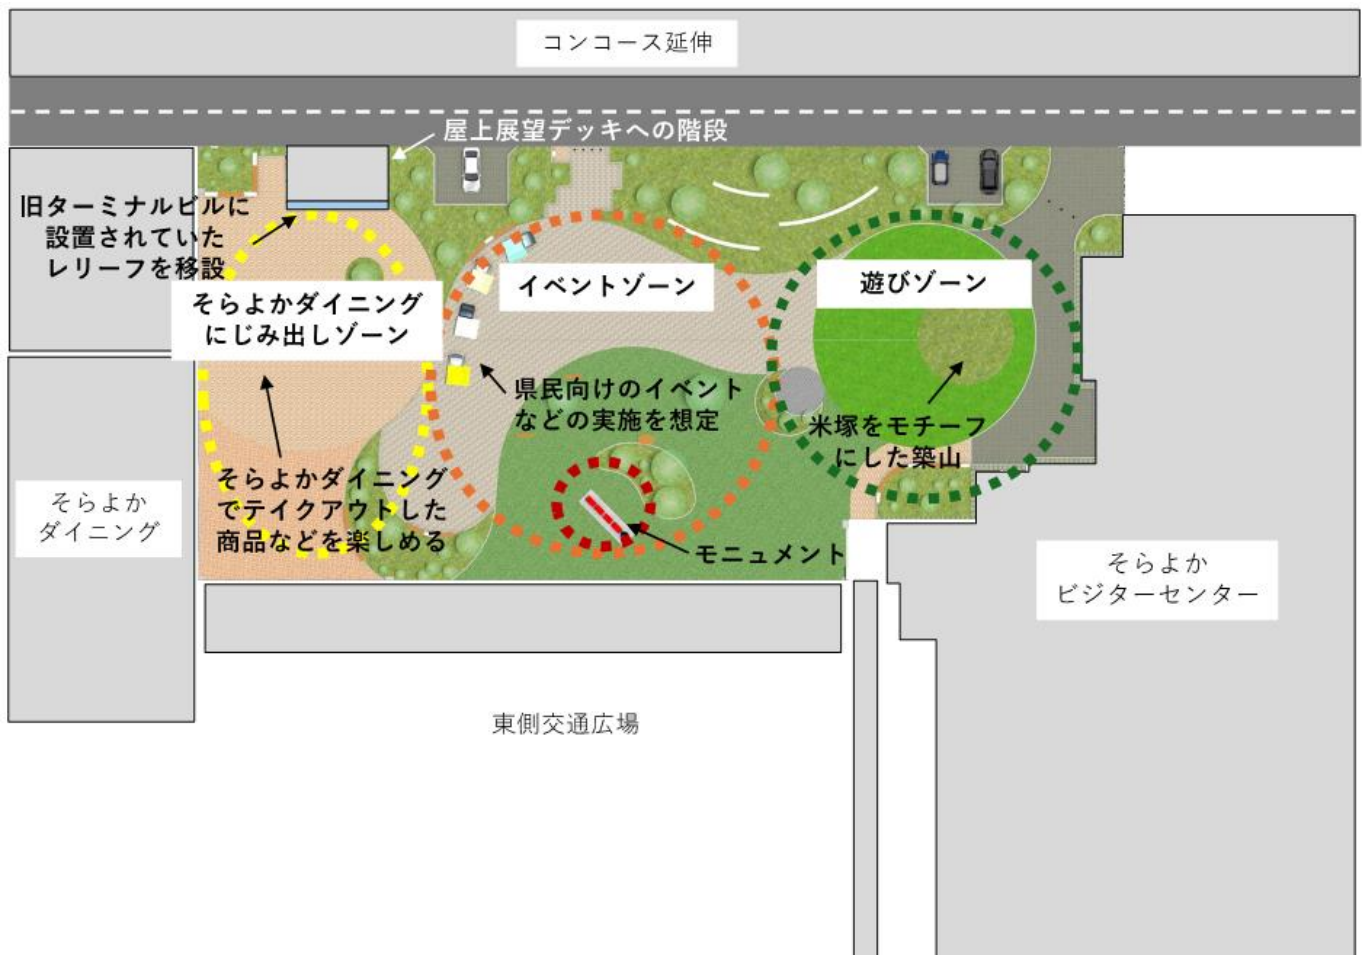 コンコース延伸
屋上展望デッキへの階段
旧ターミナルビルに
設置されていた
レリーフを移設
そらよかダイニング
にじみ出しゾーン
イベントゾーン
遊びゾーン
県民向けのイベント
などの実施を想定
米塚をモチーフ
にした築山
そらよかダイニング
でテイクアウトした
商品などを楽しめる
モニュメント
そらよか
ダイニング
そらよか
ビジターセンター
東側交通広場